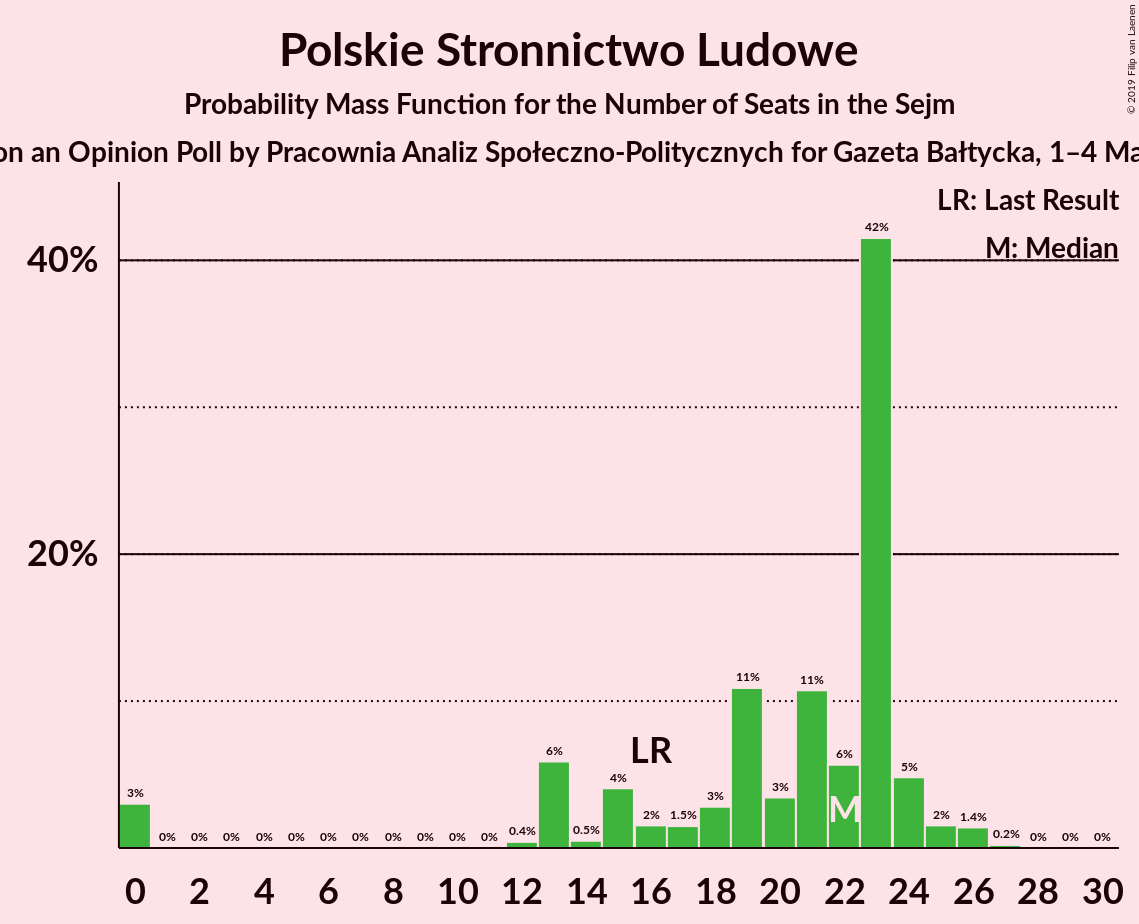 Polskie Stronnictwo Ludowe
Probability Mass Function for the Number of Seats in the Sejm
on an Opinion Poll by Pracownia Analiz Społeczno-Politycznych for Gazeta Bałtycka, 1–4 Ma
© 2019 Filip van Laenen
LR: Last Result
M: Median
42%
40%
20%
11%
11%
6%
LR
6%
5%
4%
3%
3%
3%
M
2%
1.5%
2%
1.4%
0.4%
0.5%
0.2%
0% 0% 0% 0% 0% 0% 0% 0% 0% 0% 0% 0% 0% 0%
0 2 4 6 8 10 12 14 16 18 20 22 24 26 28 30